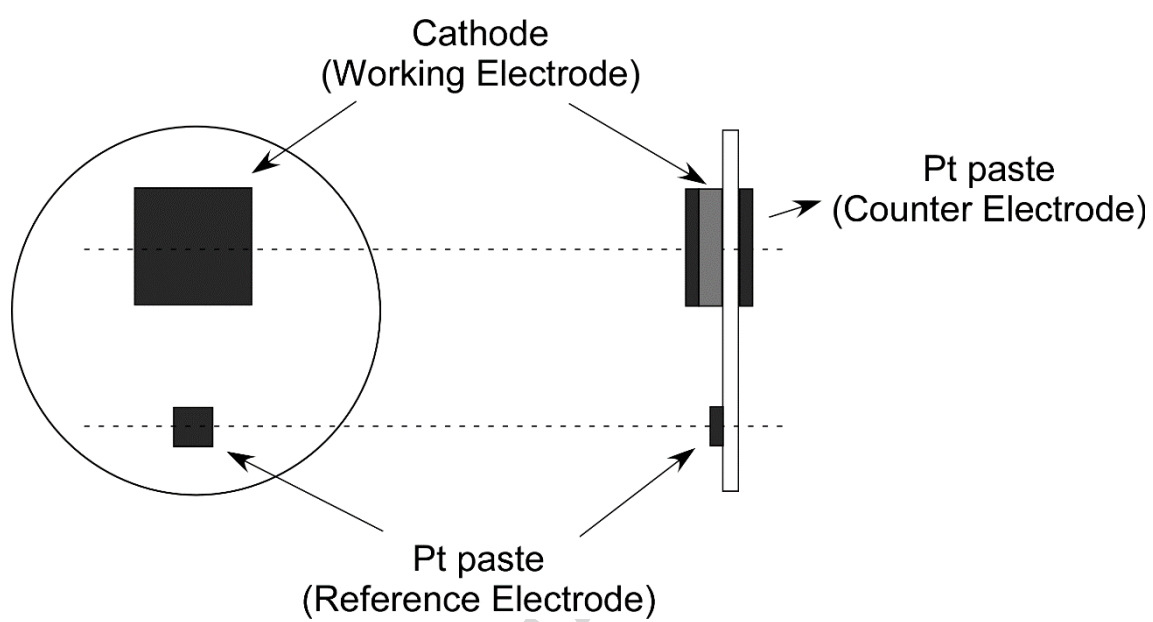 Cathode
(Working Electrode)
Pt paste
(Counter Electrode)
Pt paste
(Reference Electrode)